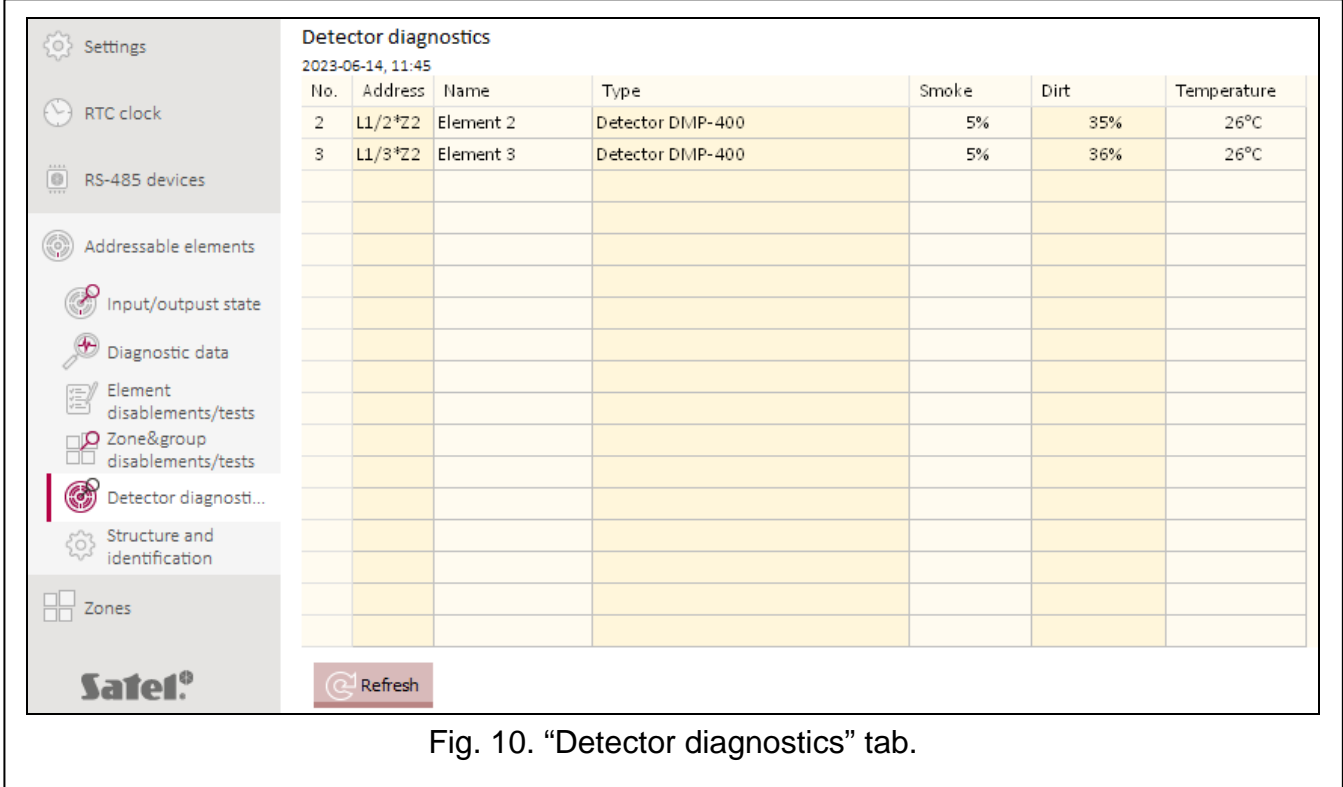 Settings
RTC clock
RS-485 devices
Addressable elements
Input/outpust state
Diagnostic data
Element
disablements/tests
Zone&group
disablements/tests
Detector diagnosti...
Structure and
identification
Zones
Satel.®
Detector diagnostics
2023-06-14, 11:45
No. Address Name Type Smoke Dirt Temperature
2 L1/2*Z2 Element 2 Detector DMP-400 5% 35% 26°C
3 L1/3*Z2 Element 3 Detector DMP-400 5% 36% 26°C
Refresh
Fig. 10. “Detector diagnostics” tab.